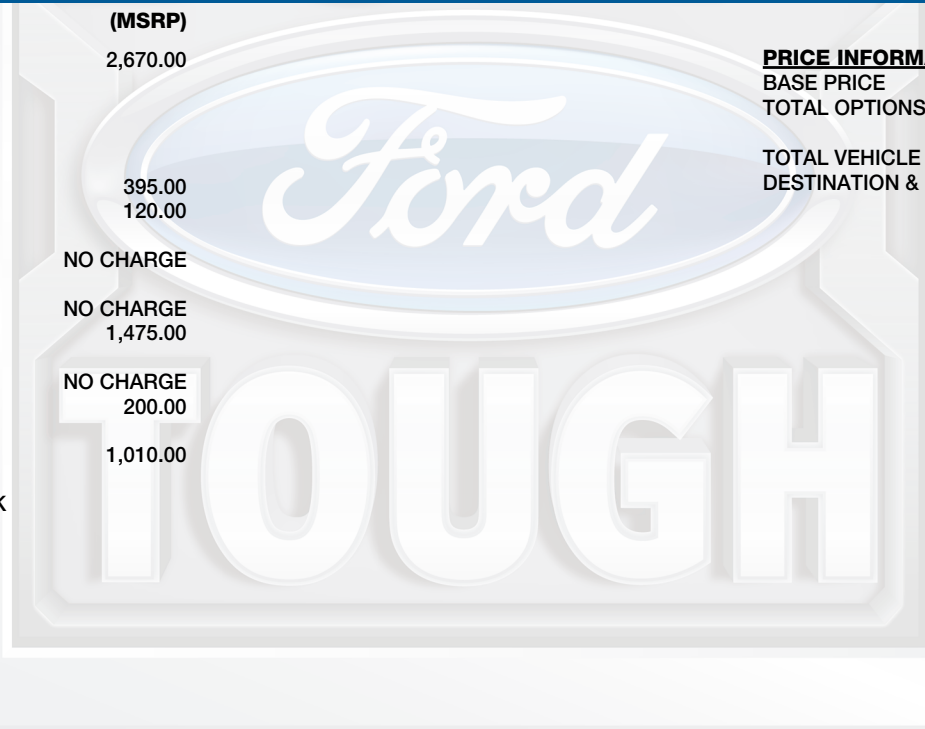 (MSRP)
2,670.00
395.00
120.00
NO CHARGE
NO CHARGE
1,475.00
NO CHARGE
200.00
1,010.00
K
PRICE INFORMA
BASE PRICE
TOTAL OPTIONS
TOTAL VEHICLE
DESTINATION &
Ford
TOUGH